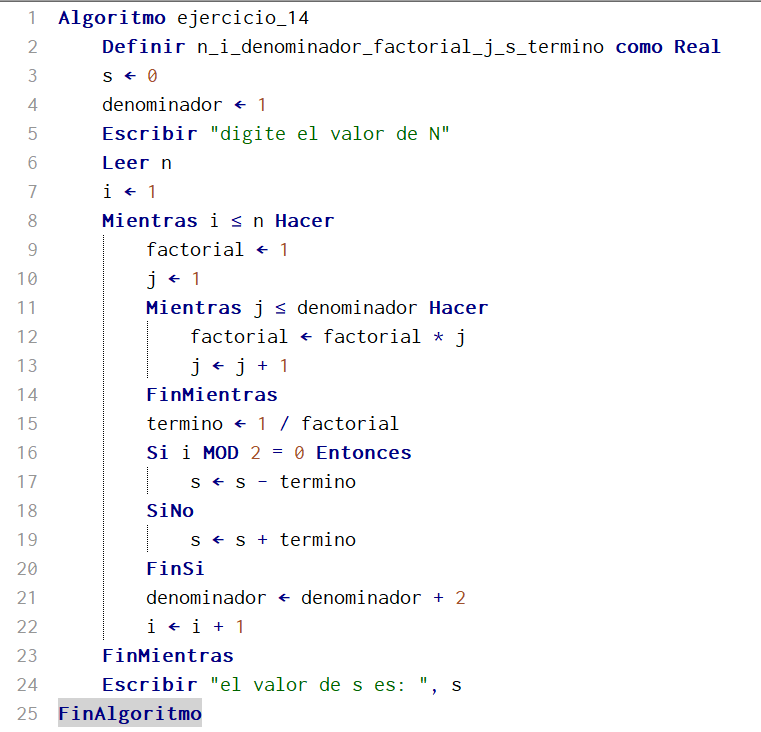 1 Algoritmo ejercicio_14
2 Definir n_i_denominador_factorial_j_s_termino como Real
3 s ← 0
4 denominador ← 1
5 Escribir "digite el valor de N"
6 Leer n
7 i ← 1
8 Mientras i ≤ n Hacer
9 factorial ← 1
10 j ← 1
11 Mientras j ≤ denominador Hacer
12 factorial ← factorial * j
13 j ← j + 1
14 FinMientras
15 termino ← 1 / factorial
16 Si i MOD 2 = 0 Entonces
17 s ← s - termino
18 SiNo
19 s ← s + termino
20 FinSi
21 denominador ← denominador + 2
22 i ← i + 1
23 FinMientras
24 Escribir "el valor de s es: ", s
25 FinAlgoritmo